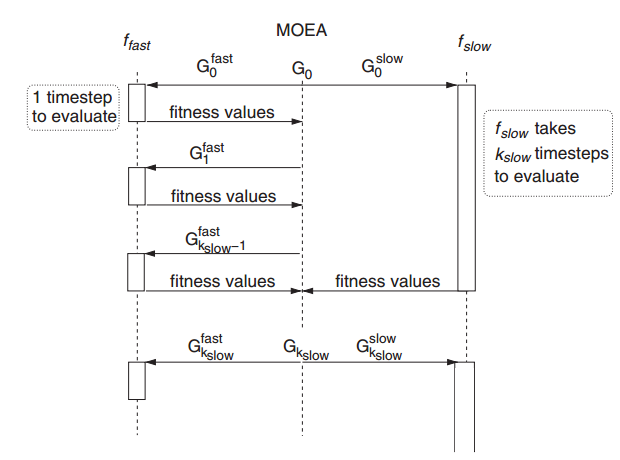 MOEA
f_fast
f_slow
G_0^fast
G_0
G_0^slow
1 timestep
to evaluate
fitness values
f_slow takes
k_slow timesteps
to evaluate
G_1^fast
fitness values
G_{k_slow−1}^fast
fitness values
fitness values
G_{k_slow}^fast
G_{k_slow}
G_{k_slow}^slow